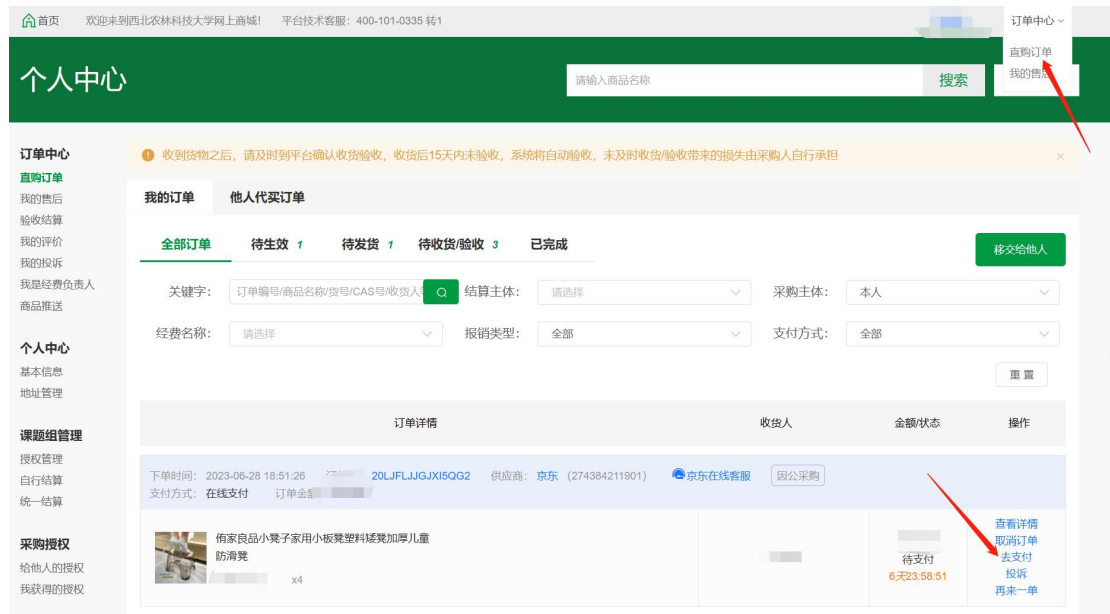 首页 欢迎来到西北农林科技大学网上商城! 平台技术客服: 400-101-0335 转1 订单中心
直购订单
我的售后
个人中心 请输入商品名称 搜索
订单中心
直购订单
我的售后
验收结算
我的评价
我的投诉
我是经费负责人
商品推送
个人中心
基本信息
地址管理
课题组管理
授权管理
自行结算
统一结算
采购授权
给他人的授权
我获得的授权
收到货物之后, 请及时到平台确认收货验收, 收货后15天内未验收, 系统将自动验收, 未及时收货/验收带来的损失由采购人自行承担
我的订单 他人代买订单
全部订单 待生效 1 待发货 1 待收货/验收 3 已完成 移交给他人
关键字: 订单编号/商品名称/货号/CAS号/收货人 结算主体: 请选择 采购主体: 本人
经费名称: 请选择 报销类型: 全部 支付方式: 全部
重置
订单详情 收货人 金额/状态 操作
下单时间: 2023-06-28 18:51:26 20LJFLJJGJXI5QG2 供应商: 京东 (274384211901) 京东在线客服 因公采购
支付方式: 在线支付 订单金
侑家良品小凳子家用小板凳塑料矮凳加厚儿童
防滑凳
x4
待支付
6天23:58:51
查看详情
取消订单
去支付
投诉
再来一单